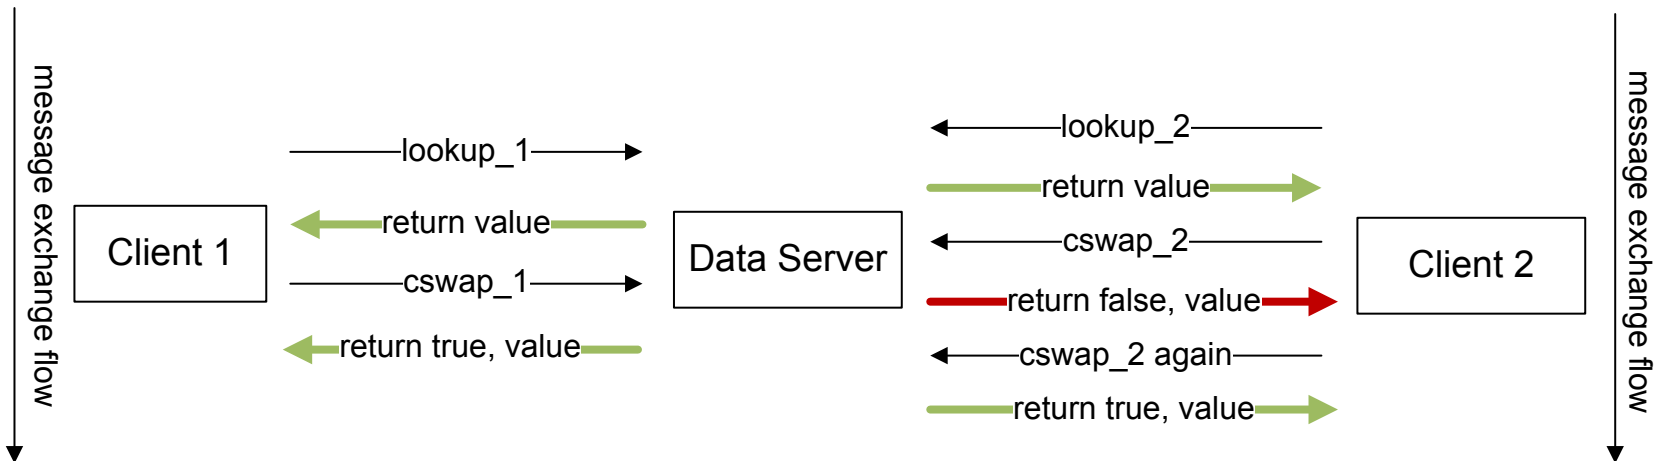 message exchange flow
Client 1
lookup_1
return value
cswap_1
return true, value
Data Server
lookup_2
return value
cswap_2
return false, value
cswap_2 again
return true, value
Client 2
message exchange flow